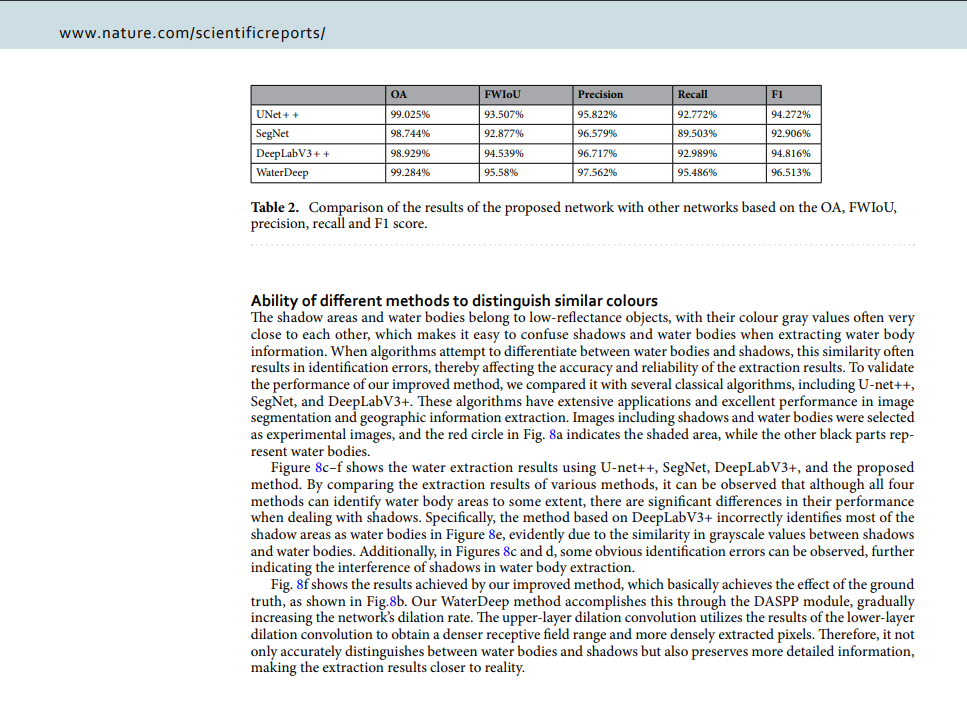 www.nature.com/scientificreports/
OA FWIoU Precision Recall F1
UNet+ + 99.025% 93.507% 95.822% 92.772% 94.272%
SegNet 98.744% 92.877% 96.579% 89.503% 92.906%
DeepLabV3+ + 98.929% 94.539% 96.717% 92.989% 94.816%
WaterDeep 99.284% 95.58% 97.562% 95.486% 96.513%
Table 2. Comparison of the results of the proposed network with other networks based on the OA, FWIoU,
precision, recall and F1 score.
Ability of different methods to distinguish similar colours
The shadow areas and water bodies belong to low-reflectance objects, with their colour gray values often very
close to each other, which makes it easy to confuse shadows and water bodies when extracting water body
information. When algorithms attempt to differentiate between water bodies and shadows, this similarity often
results in identification errors, thereby affecting the accuracy and reliability of the extraction results. To validate
the performance of our improved method, we compared it with several classical algorithms, including U-net++,
SegNet, and DeepLabV3+. These algorithms have extensive applications and excellent performance in image
segmentation and geographic information extraction. Images including shadows and water bodies were selected
as experimental images, and the red circle in Fig. 8a indicates the shaded area, while the other black parts rep-
resent water bodies.
Figure 8c–f shows the water extraction results using U-net++, SegNet, DeepLabV3+, and the proposed
method. By comparing the extraction results of various methods, it can be observed that although all four
methods can identify water body areas to some extent, there are significant differences in their performance
when dealing with shadows. Specifically, the method based on DeepLabV3+ incorrectly identifies most of the
shadow areas as water bodies in Figure 8e, evidently due to the similarity in grayscale values between shadows
and water bodies. Additionally, in Figures 8c and d, some obvious identification errors can be observed, further
indicating the interference of shadows in water body extraction.
Fig. 8f shows the results achieved by our improved method, which basically achieves the effect of the ground
truth, as shown in Fig.8b. Our WaterDeep method accomplishes this through the DASPP module, gradually
increasing the network's dilation rate. The upper-layer dilation convolution utilizes the results of the lower-layer
dilation convolution to obtain a denser receptive field range and more densely extracted pixels. Therefore, it not
only accurately distinguishes between water bodies and shadows but also preserves more detailed information,
making the extraction results closer to reality.